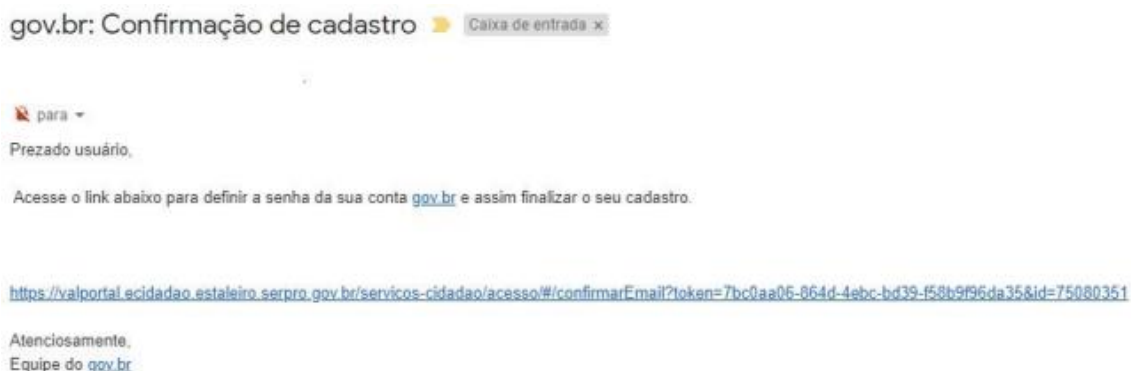 gov.br: Confirmação de cadastro Caixa de entrada ×
para
Prezado usuário,
Acesse o link abaixo para definir a senha da sua conta gov.br e assim finalizar o seu cadastro.
https://valportal.ecidadao.estaleiro.serpro.gov.br/servicos-cidadao/acesso/#/confirmarEmail?token=7bc0aa06-864d-4ebc-bd39-f58b9f96da35&id=75080351
Atenciosamente,
Equipe do gov.br